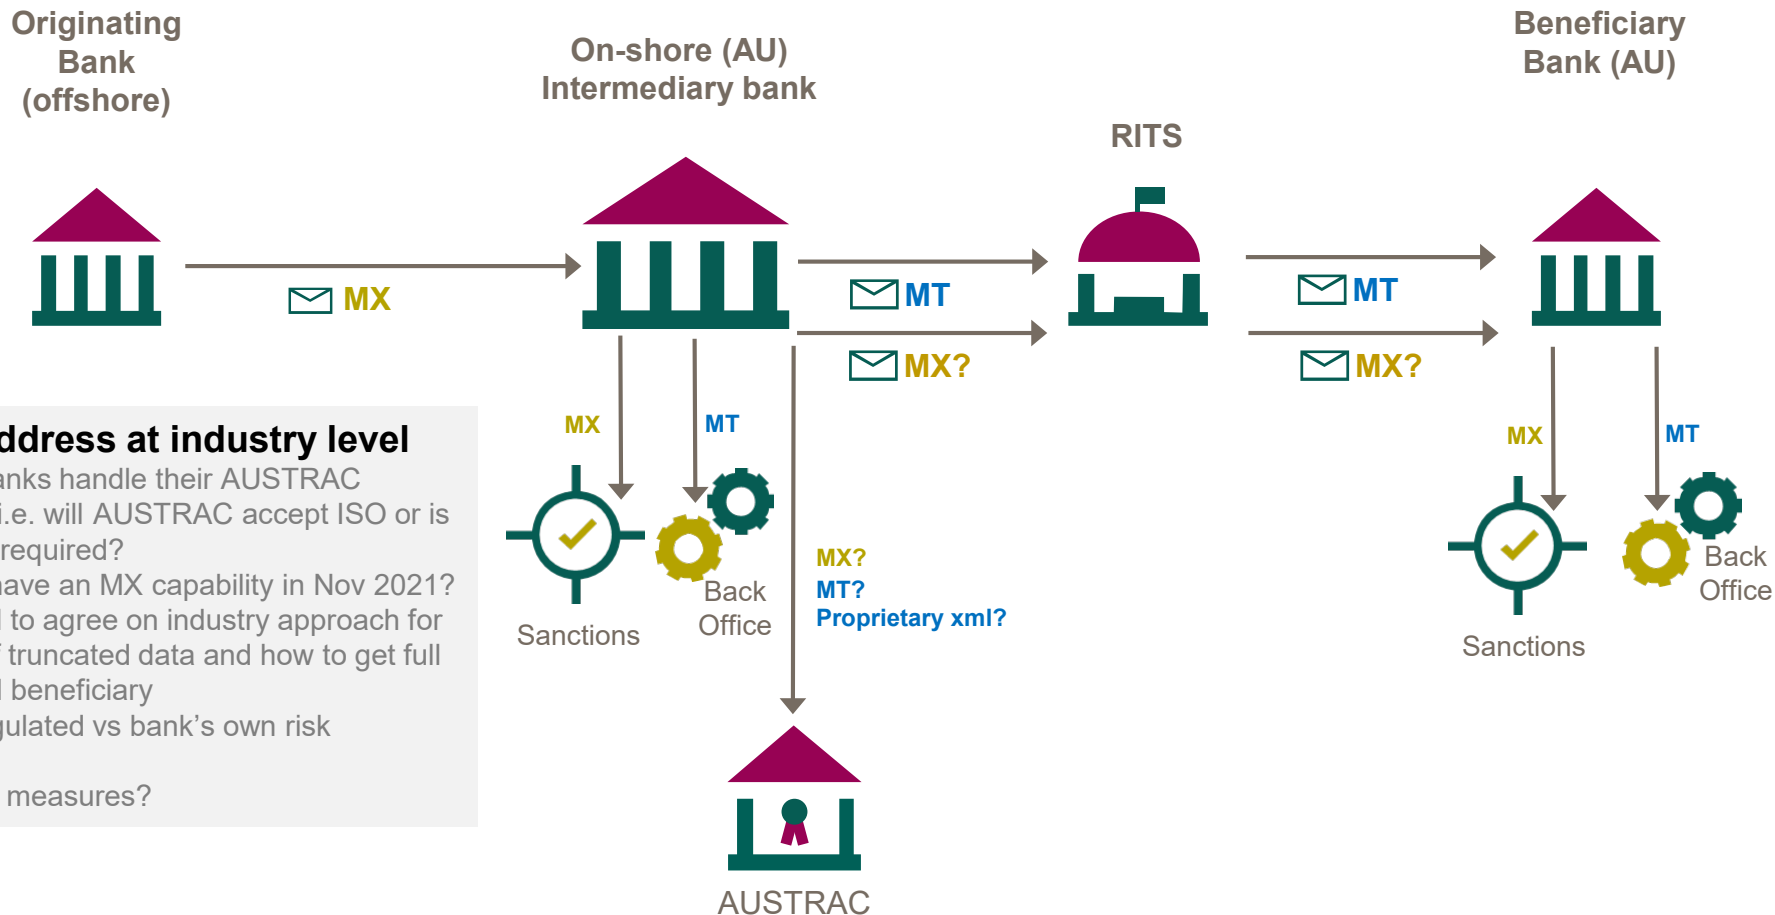 Originating
Bank
(offshore)
On-shore (AU)
Intermediary bank
RITS
Beneficiary
Bank (AU)
MX
MT
MX?
MT
MX?
MX
MT
Sanctions
Back
Office
MX?
MT?
Proprietary xml?
AUSTRAC
MX
MT
Sanctions
Back
Office
ddress at industry level
anks handle their AUSTRAC
i.e. will AUSTRAC accept ISO or is
required?
have an MX capability in Nov 2021?
to agree on industry approach for
truncated data and how to get full
beneficiary
gulated vs bank's own risk
measures?